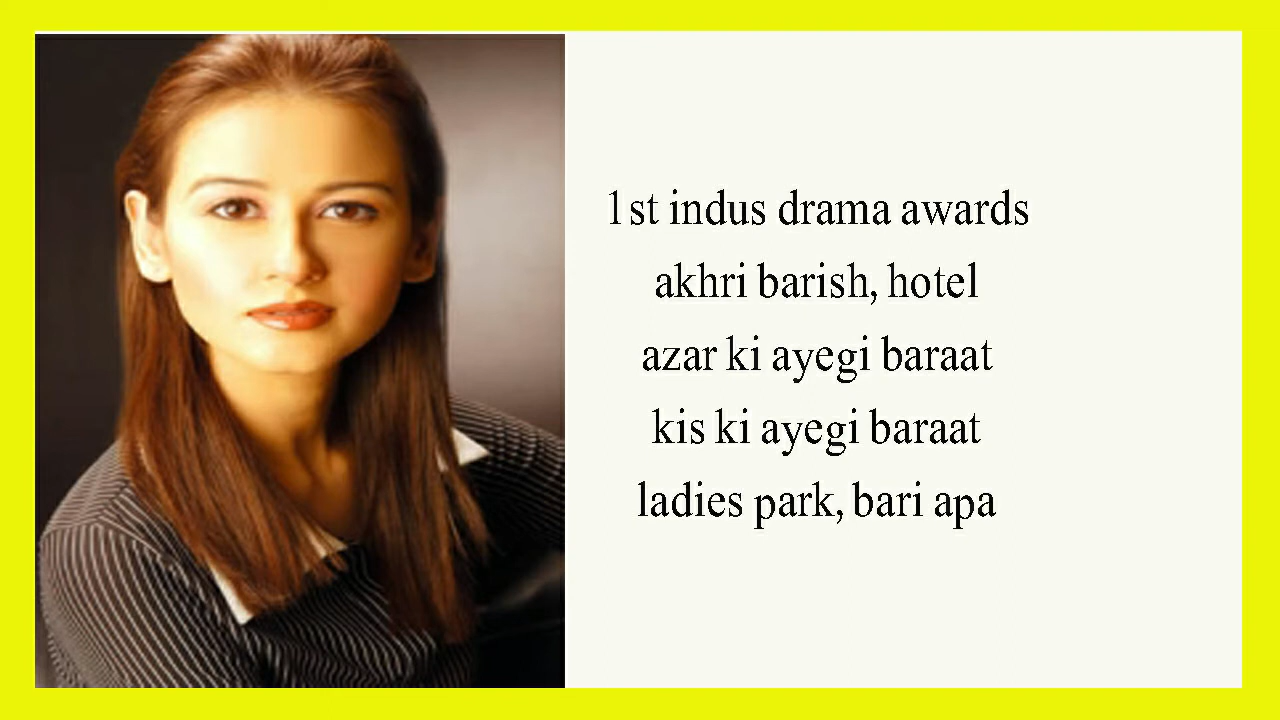 1st indus drama awards
akhri barish, hotel
azar ki ayegi baraat
kis ki ayegi baraat
ladies park, bari apa